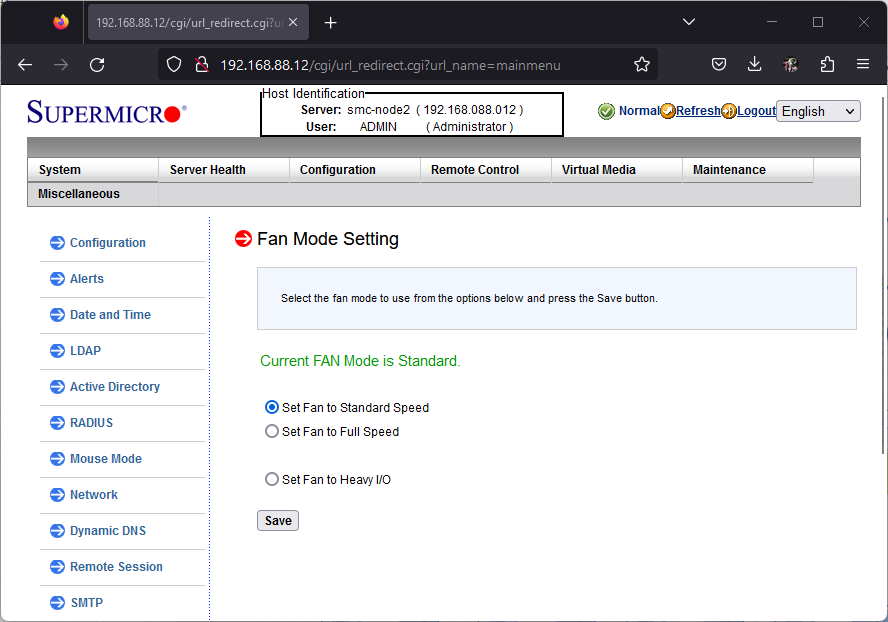 192.168.88.12/cgi/url_redirect.cgi?u
192.168.88.12/cgi/url_redirect.cgi?url_name=mainmenu
SUPERMICRO®
Host Identification
Server: smc-node2 ( 192.168.088.012 )
User: ADMIN ( Administrator )
Normal Refresh Logout English
System Server Health Configuration Remote Control Virtual Media Maintenance
Miscellaneous
Configuration
Alerts
Date and Time
LDAP
Active Directory
RADIUS
Mouse Mode
Network
Dynamic DNS
Remote Session
SMTP
Fan Mode Setting
Select the fan mode to use from the options below and press the Save button.
Current FAN Mode is Standard.
Set Fan to Standard Speed
Set Fan to Full Speed
Set Fan to Heavy I/O
Save